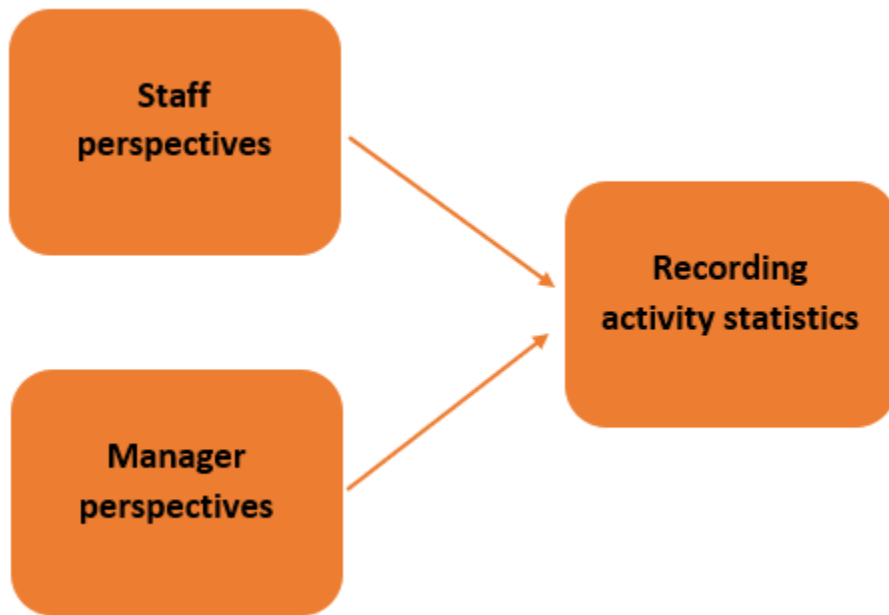 Staff
perspectives
Recording
activity statistics
Manager
perspectives